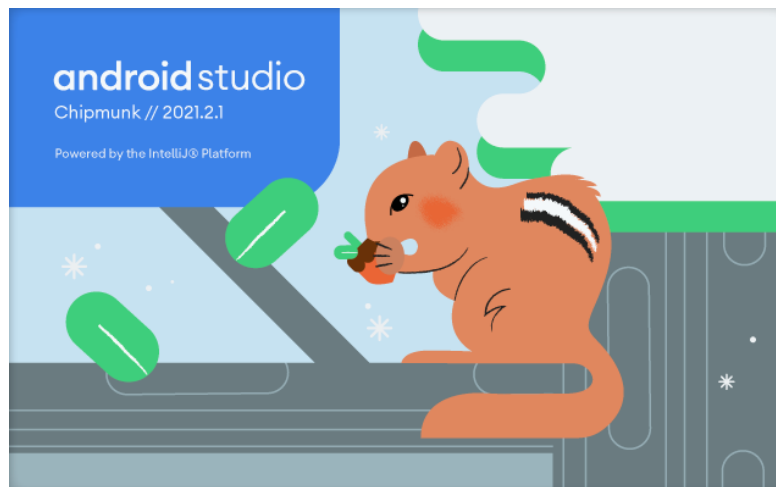 android studio
Chipmunk // 2021.2.1
Powered by the IntelliJ® Platform